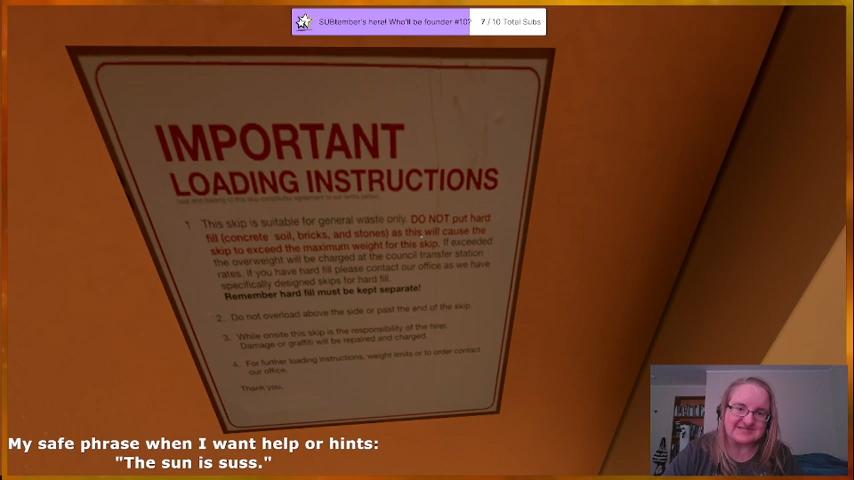 SUBtember's here! Who'll be founder #10?
7 / 10 Total Subs
IMPORTANT
LOADING INSTRUCTIONS
1 This skip is suitable for general waste only. DO NOT put hard
fill (concrete soil, bricks, and stones) as this will cause the
skip to exceed the maximum weight for this skip. If exceeded
the overweight will be charged at the council transfer station
rates. If you have hard fill please contact our office as we have
specifically designed skips for hard fill.
Remember hard fill must be kept separate!
2. Do not overload above the side or past the end of the skip.
3. While onsite this skip is the responsibility of the hirer.
Damage or graffiti will be repaired and charged.
4. For further loading instructions, weight limits or to order contact
our office.
Thank you.
My safe phrase when I want help or hints:
"The sun is suss."